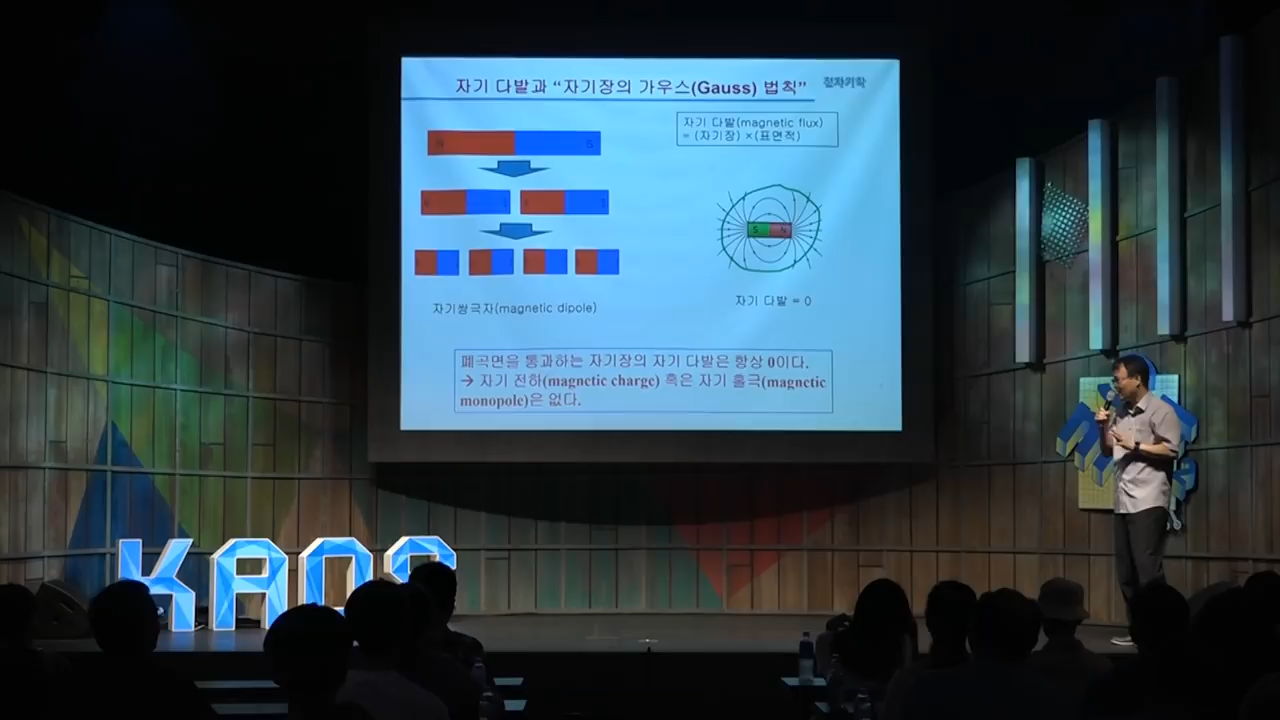 자기 다발과 “자기장의 가우스(Gauss) 법칙”
전자기학
자기 다발(magnetic flux)
= (자기장) ×(표면적)
N S
S N
자기쌍극자(magnetic dipole)
자기 다발 = 0
폐곡면을 통과하는 자기장의 자기 다발은 항상 0이다.
→ 자기 전하(magnetic charge) 혹은 자기 홀극(magnetic
monopole)은 없다.
KAOS